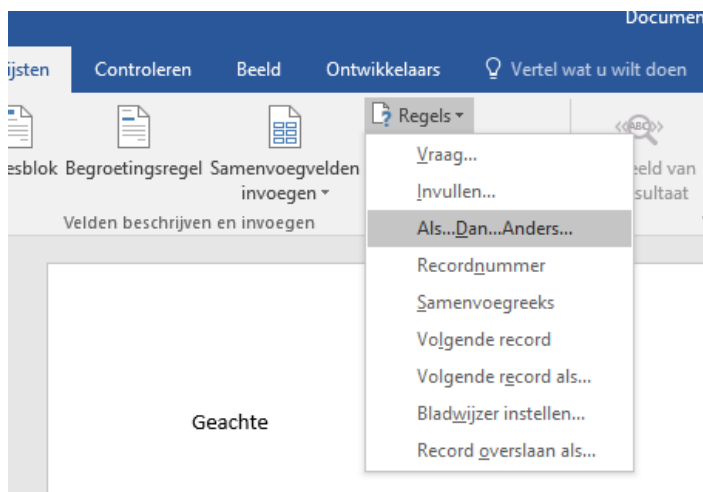 Documen
ijsten Controleren Beeld Ontwikkelaars Vertel wat u wilt doen
Regels
«ABC»
esblok Begroetingsregel Samenvoegvelden eeld van
invoegen sultaat
Velden beschrijven en invoegen
Vraag...
Invullen...
Als...Dan...Anders...
Recordnummer
Samenvoegreeks
Volgende record
Volgende record als...
Bladwijzer instellen...
Record overslaan als...
Geachte